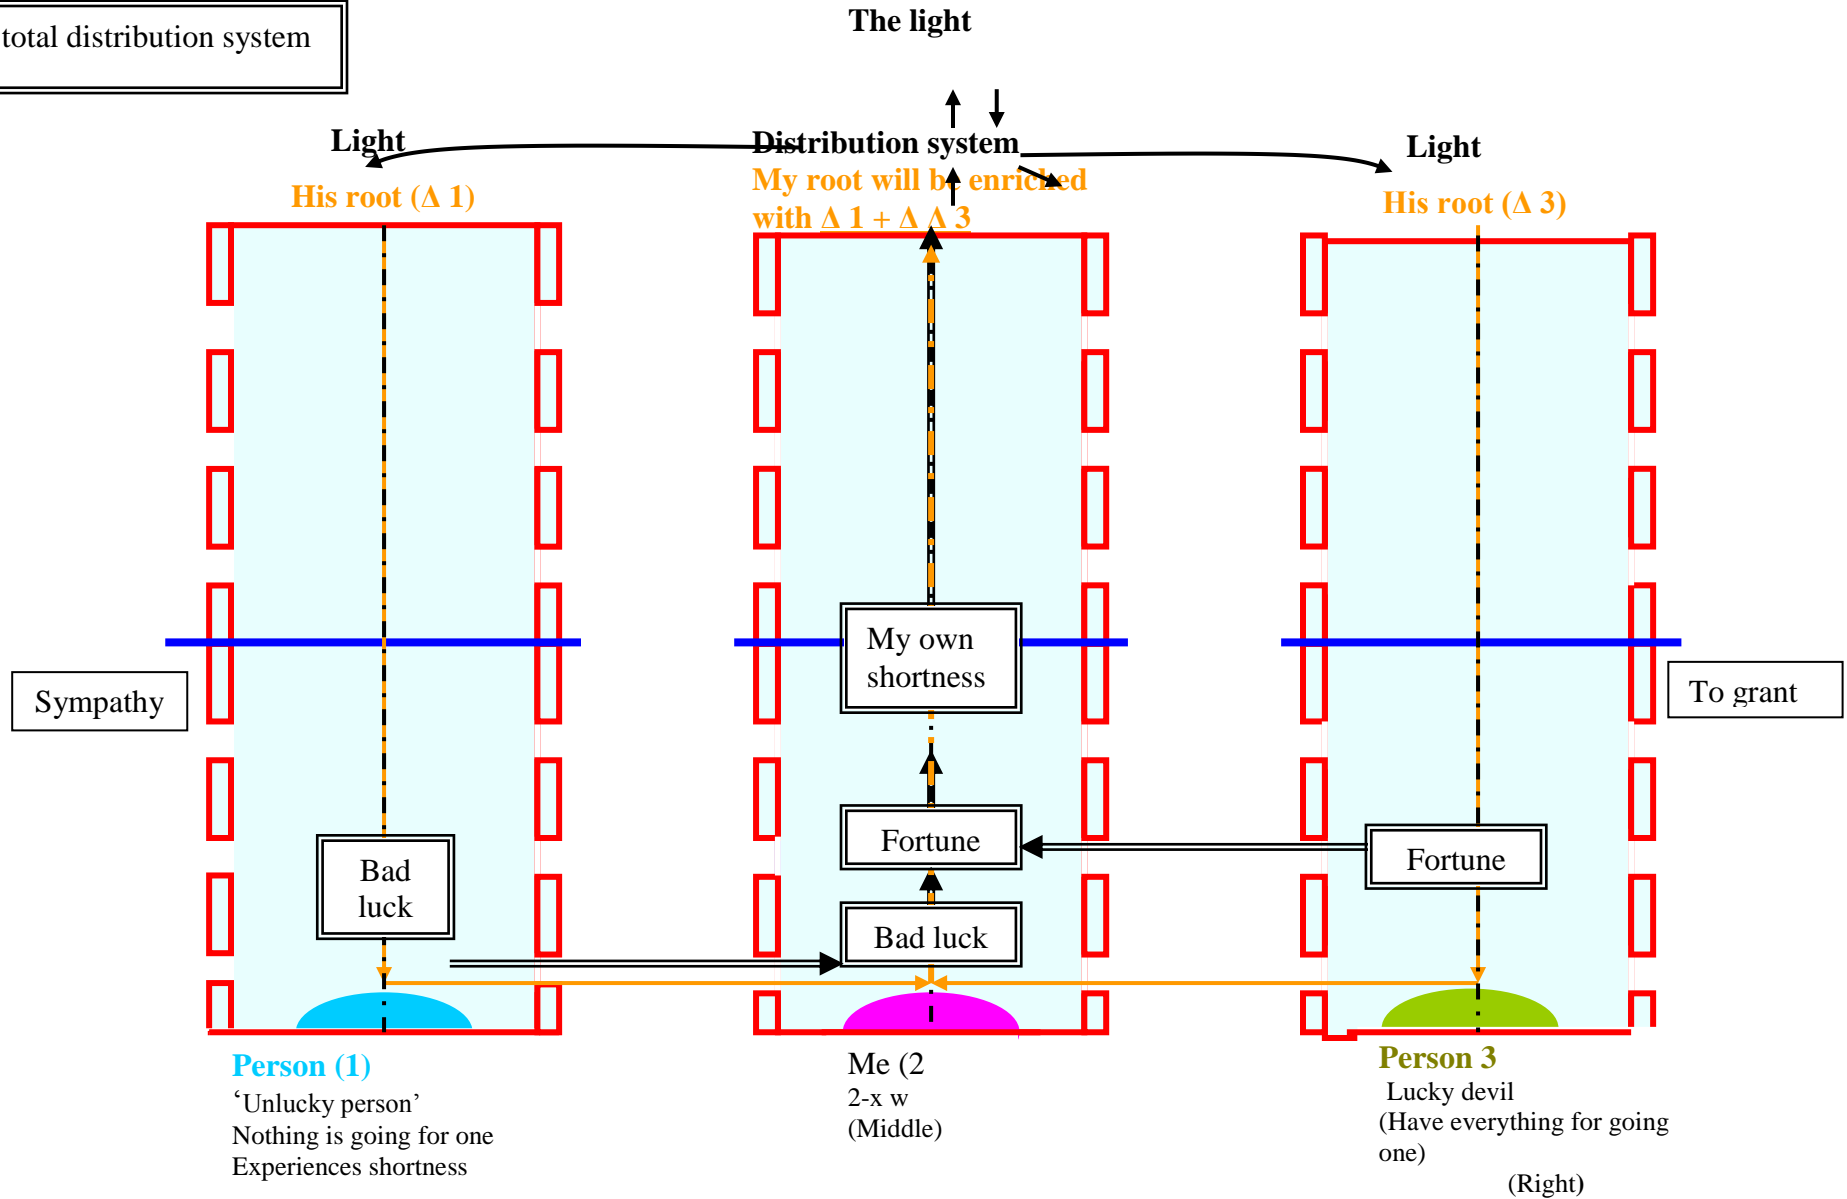 The light
total distribution system
Light
Distribution system
Light
My root will be enriched
with Δ 1 + Δ Δ 3
His root (Δ 1)
His root (Δ 3)
My own
shortness
Sympathy
To grant
Fortune
Fortune
Bad
luck
Bad luck
Person (1)
‘Unlucky person’
Nothing is going for one
Experiences shortness
Me (2
2-x w
(Middle)
Person 3
Lucky devil
(Have everything for going
one)
(Right)